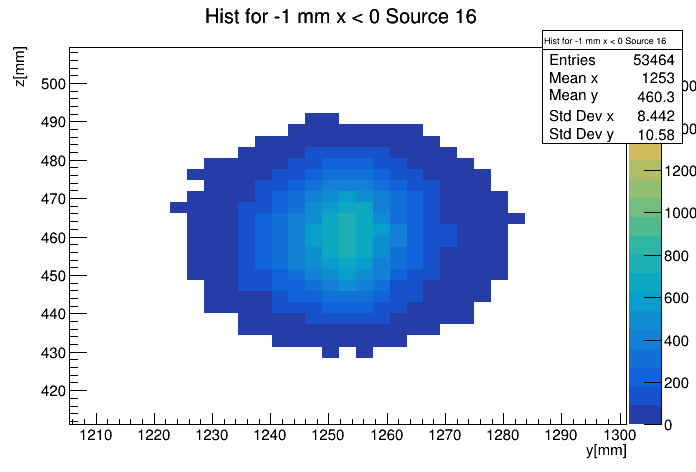 Hist for -1 mm x < 0 Source 16
z[mm]
Hist for -1 mm x < 0 Source 16
Entries 53464
Mean x 1253
Mean y 460.3
Std Dev x 8.442
Std Dev y 10.58
500
490
480
470
460
450
440
430
420
1200
1000
800
600
400
200
0
1210 1220 1230 1240 1250 1260 1270 1280 1290 1300
y[mm]